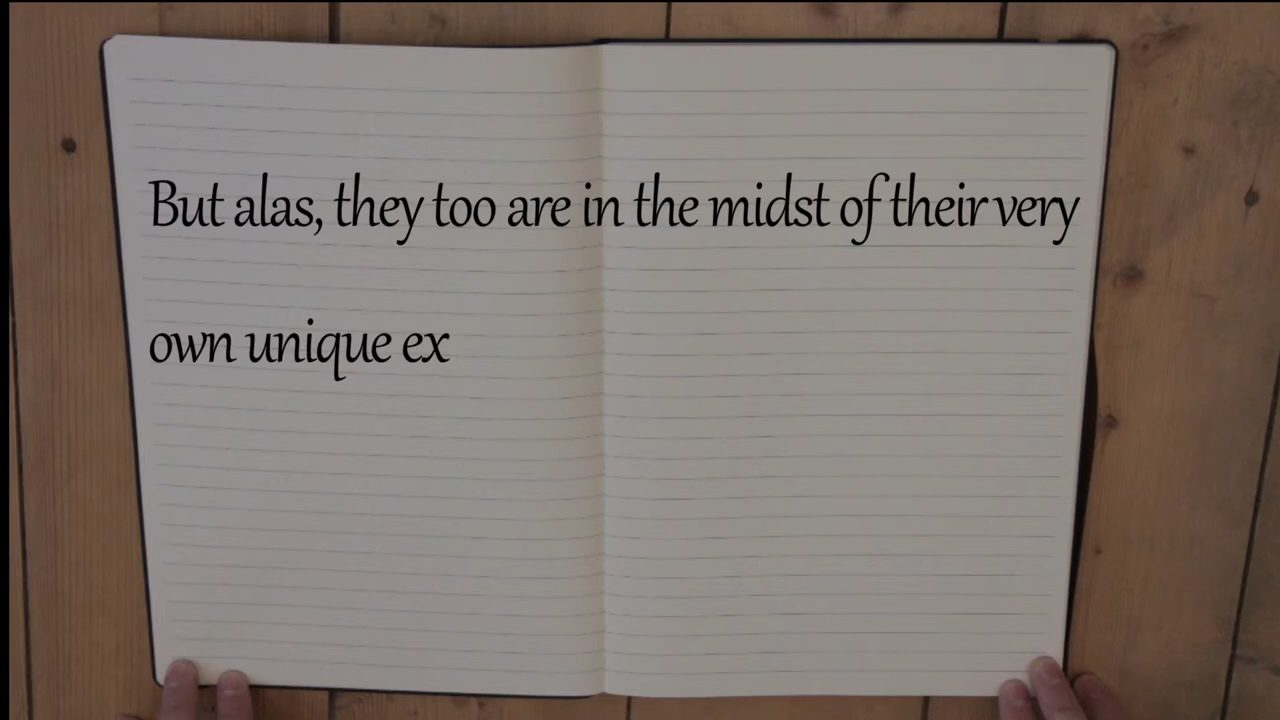 But alas, they too are in the midst of their very
own unique ex